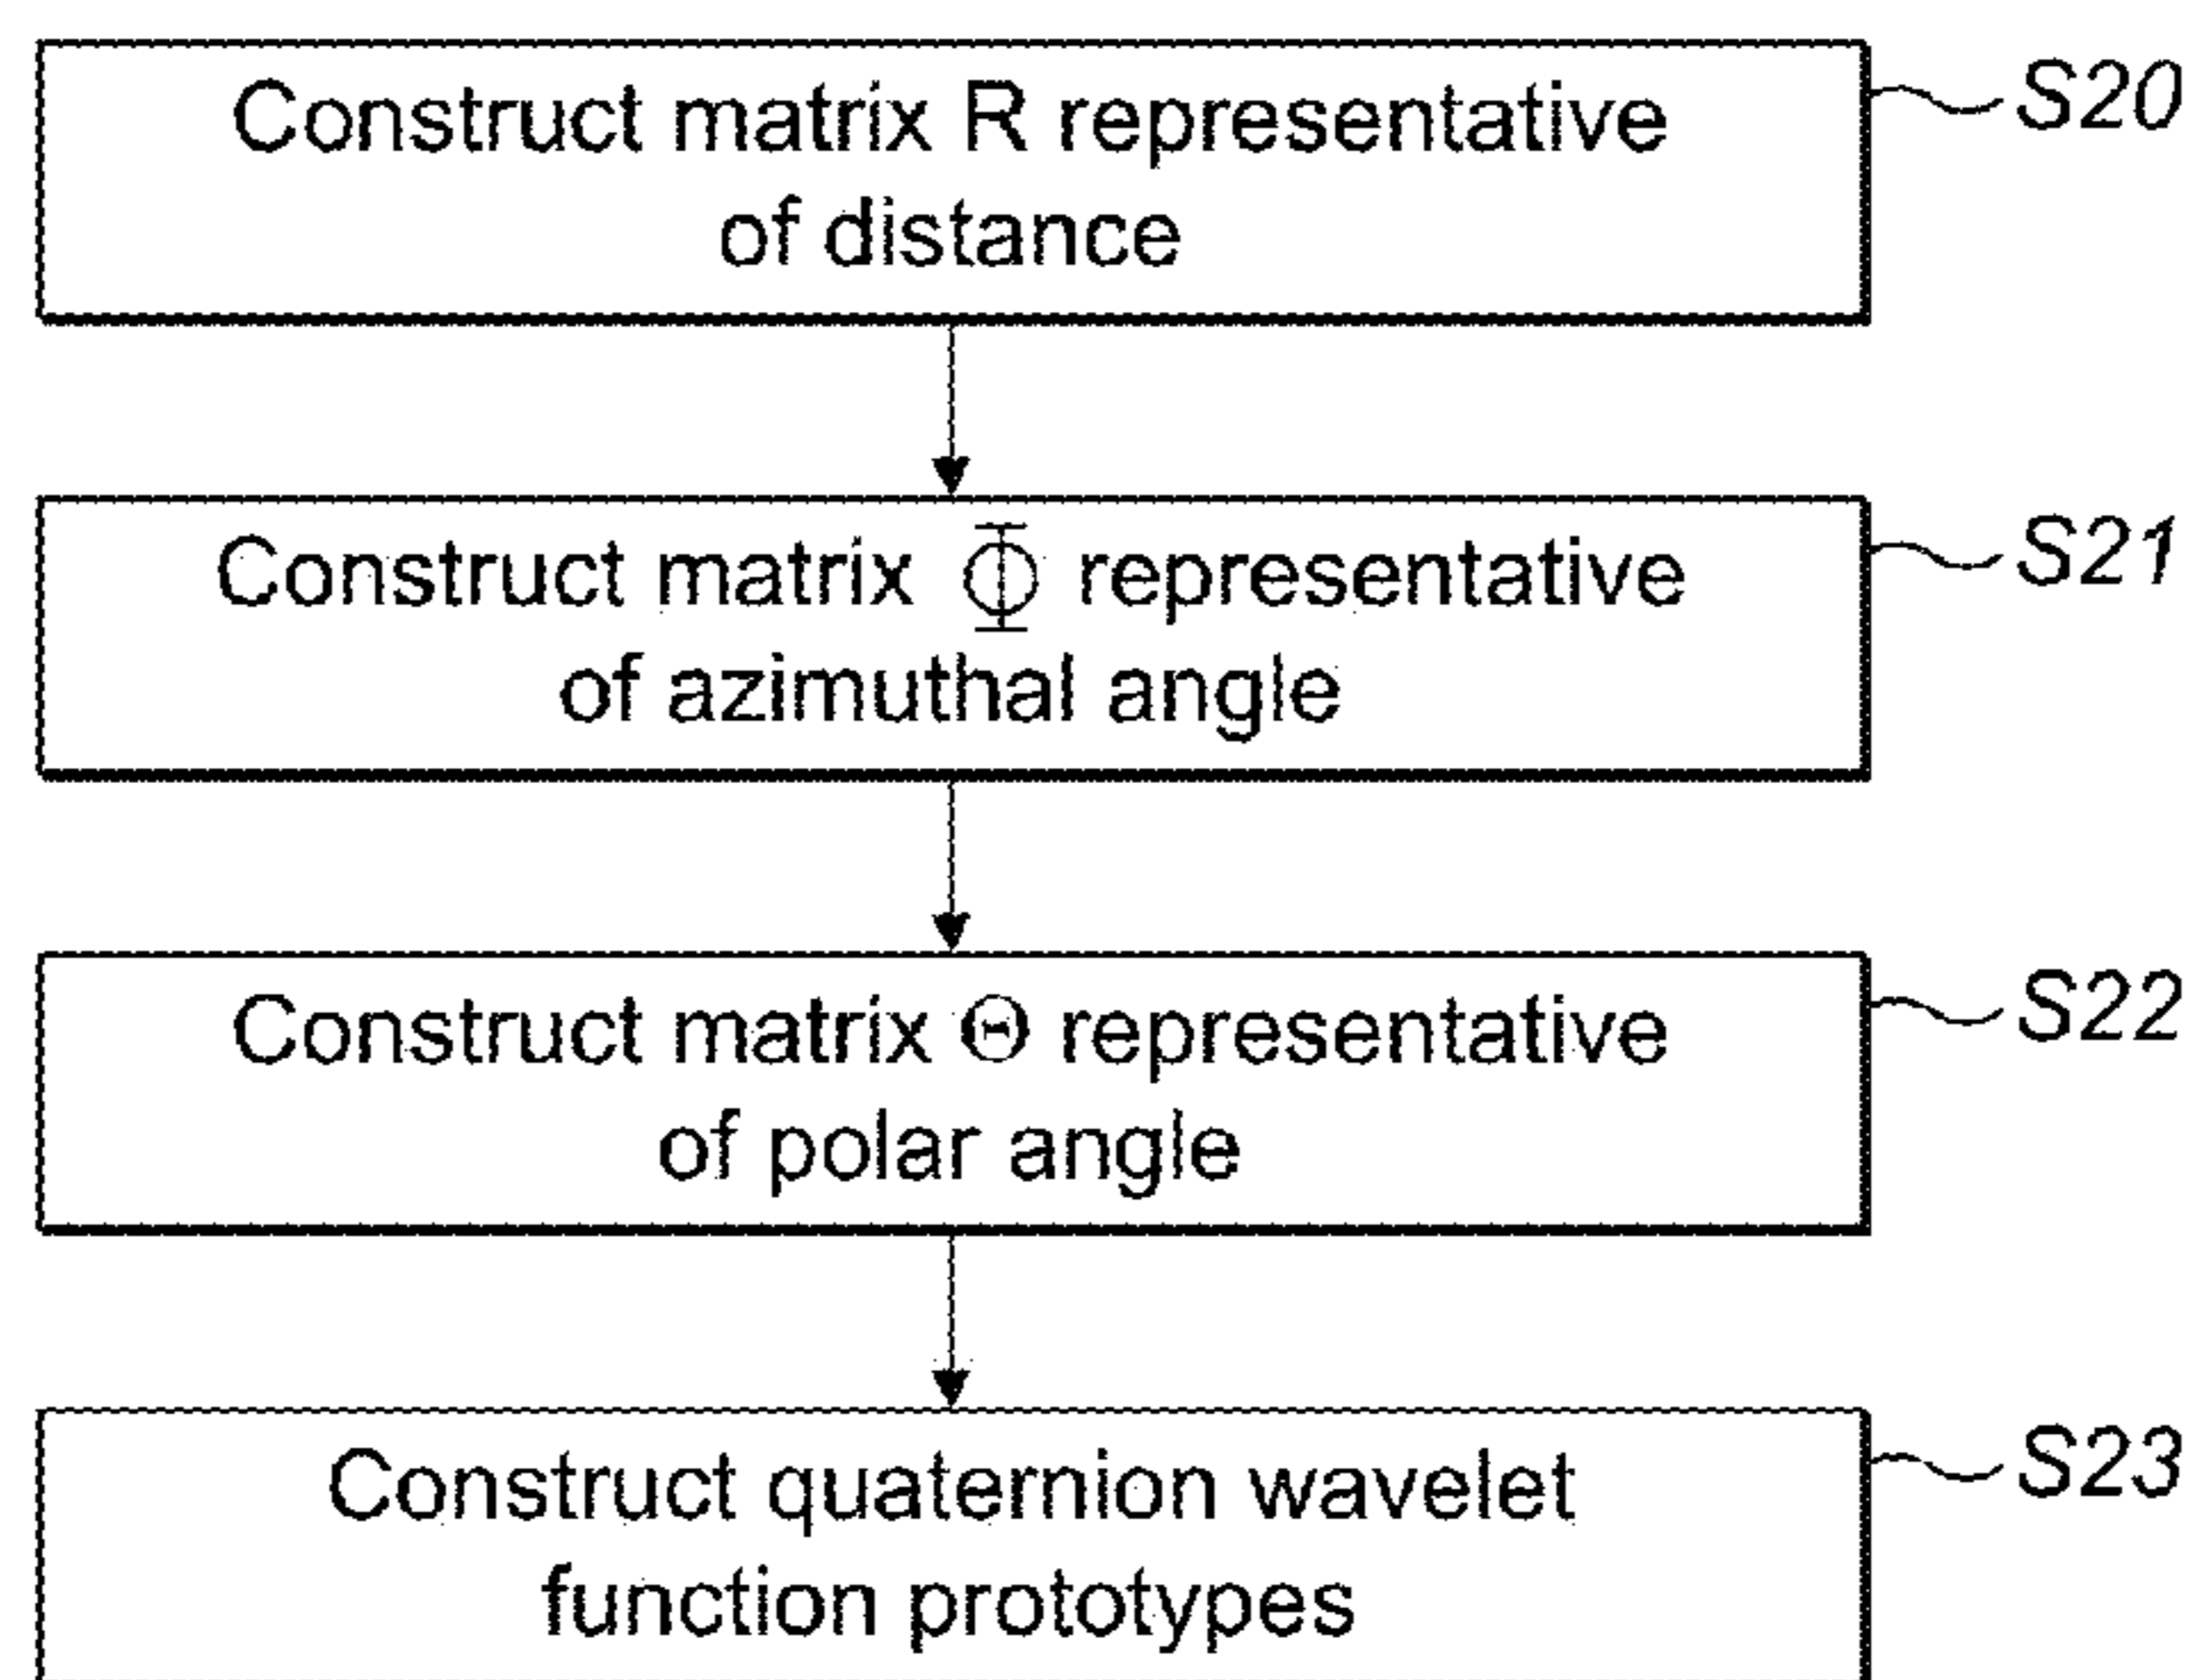 Construct matrix R representative
of distance
S20
Construct matrix Φ representative
of azimuthal angle
S21
Construct matrix Θ representative
of polar angle
S22
Construct quaternion wavelet
function prototypes
S23